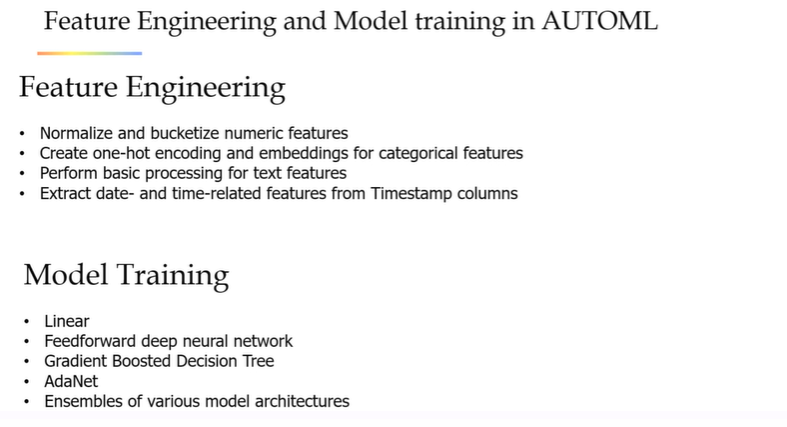 Feature Engineering and Model training in AUTOML
Feature Engineering
• Normalize and bucketize numeric features
• Create one-hot encoding and embeddings for categorical features
• Perform basic processing for text features
• Extract date- and time-related features from Timestamp columns
Model Training
• Linear
• Feedforward deep neural network
• Gradient Boosted Decision Tree
• AdaNet
• Ensembles of various model architectures